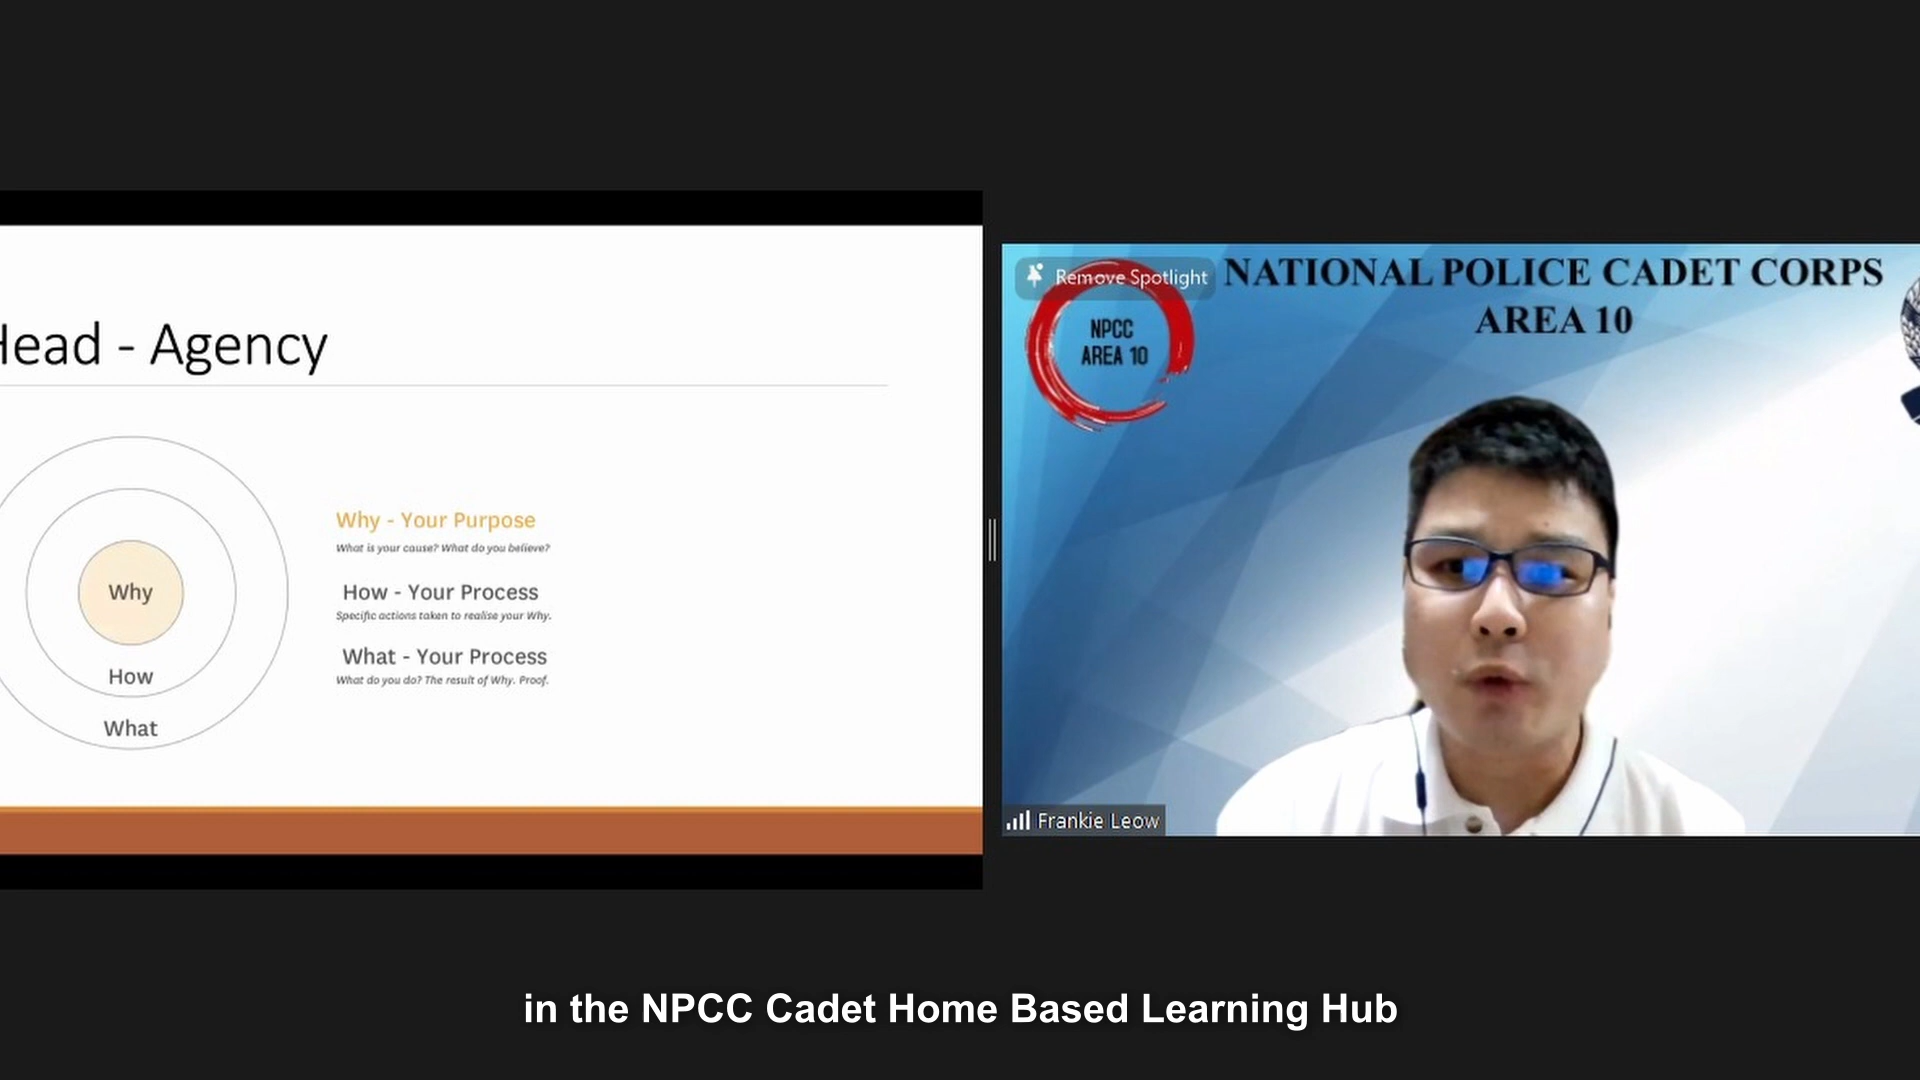 Head - Agency
Why
How
What
Why - Your Purpose
What is your cause? What do you believe?
How - Your Process
Specific actions taken to realise your Why.
What - Your Process
What do you do? The result of Why. Proof.
Remove Spotlight
NATIONAL POLICE CADET CORPS
AREA 10
NPCC
AREA 10
Frankie Leow
in the NPCC Cadet Home Based Learning Hub